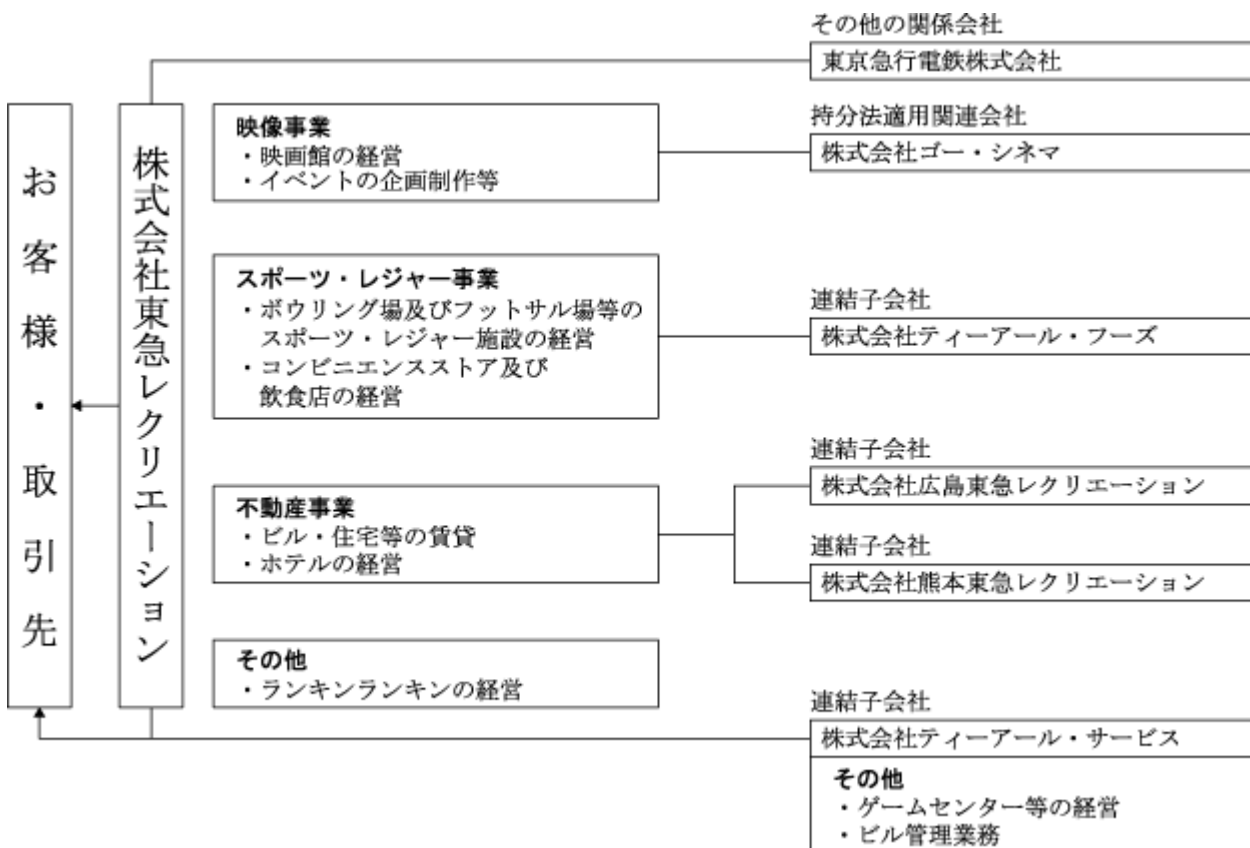 その他の関係会社
東京急行電鉄株式会社
お客様・取引先
株式会社東急レクリエーション
映像事業
・映画館の経営
・イベントの企画制作等
持分法適用関連会社
株式会社ゴー・シネマ
スポーツ・レジャー事業
・ボウリング場及びフットサル場等の
スポーツ・レジャー施設の経営
・コンビニエンスストア及び
飲食店の経営
連結子会社
株式会社ティーアール・フーズ
不動産事業
・ビル・住宅等の賃貸
・ホテルの経営
連結子会社
株式会社広島東急レクリエーション
連結子会社
株式会社熊本東急レクリエーション
その他
・ランキンランキンの経営
連結子会社
株式会社ティーアール・サービス
その他
・ゲームセンター等の経営
・ビル管理業務